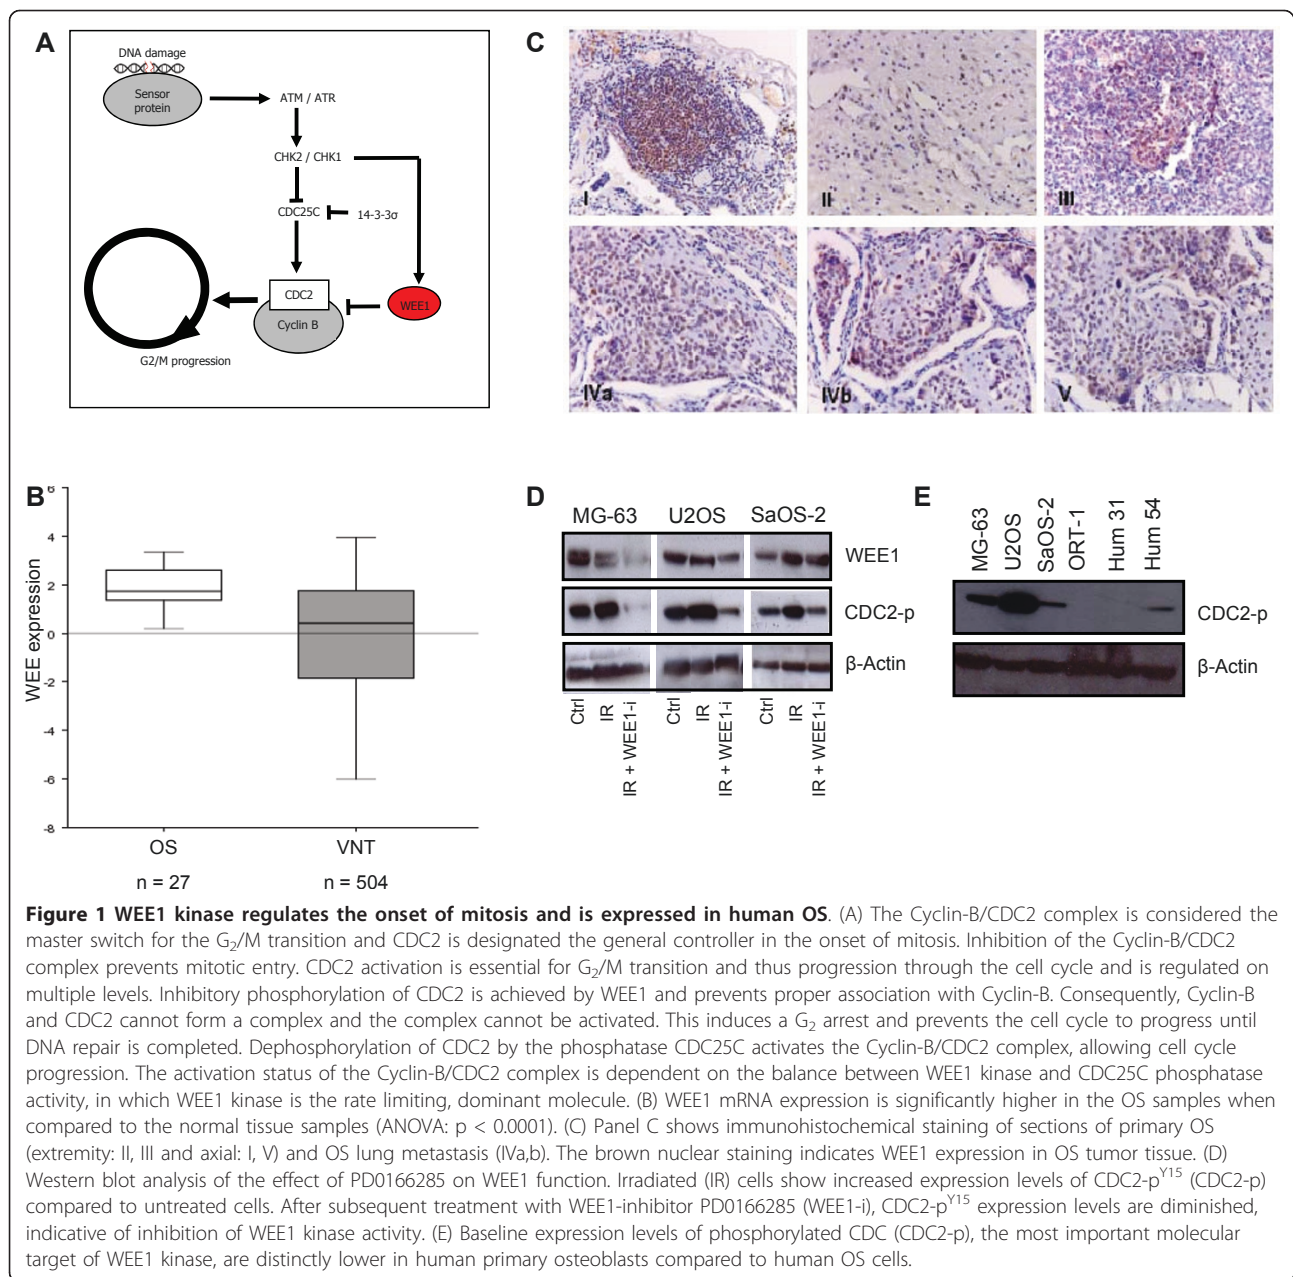 A
DNA damage
Sensor
protein
ATM / ATR
CHK2 / CHK1
CDC25C
14-3-3σ
CDC2
Cyclin B
WEE1
G2/M progression
C
I
II
III
IVa
IVb
V
B
WEE expression
6
4
2
0
-2
-4
-6
-8
OS
VNT
n = 27
n = 504
D
MG-63
U2OS
SaOS-2
WEE1
CDC2-p
β-Actin
Ctrl
IR
IR + WEE1-i
Ctrl
IR
IR + WEE1-i
Ctrl
IR
IR + WEE1-i
E
MG-63
U2OS
SaOS-2
ORT-1
Hum 31
Hum 54
CDC2-p
β-Actin
Figure 1 WEE1 kinase regulates the onset of mitosis and is expressed in human OS. (A) The Cyclin-B/CDC2 complex is considered the
master switch for the G₂/M transition and CDC2 is designated the general controller in the onset of mitosis. Inhibition of the Cyclin-B/CDC2
complex prevents mitotic entry. CDC2 activation is essential for G₂/M transition and thus progression through the cell cycle and is regulated on
multiple levels. Inhibitory phosphorylation of CDC2 is achieved by WEE1 and prevents proper association with Cyclin-B. Consequently, Cyclin-B
and CDC2 cannot form a complex and the complex cannot be activated. This induces a G₂ arrest and prevents the cell cycle to progress until
DNA repair is completed. Dephosphorylation of CDC2 by the phosphatase CDC25C activates the Cyclin-B/CDC2 complex, allowing cell cycle
progression. The activation status of the Cyclin-B/CDC2 complex is dependent on the balance between WEE1 kinase and CDC25C phosphatase
activity, in which WEE1 kinase is the rate limiting, dominant molecule. (B) WEE1 mRNA expression is significantly higher in the OS samples when
compared to the normal tissue samples (ANOVA: p < 0.0001). (C) Panel C shows immunohistochemical staining of sections of primary OS
(extremity: II, III and axial: I, V) and OS lung metastasis (IVa,b). The brown nuclear staining indicates WEE1 expression in OS tumor tissue. (D)
Western blot analysis of the effect of PD0166285 on WEE1 function. Irradiated (IR) cells show increased expression levels of CDC2-pʸ¹⁵ (CDC2-p)
compared to untreated cells. After subsequent treatment with WEE1-inhibitor PD0166285 (WEE1-i), CDC2-pʸ¹⁵ expression levels are diminished,
indicative of inhibition of WEE1 kinase activity. (E) Baseline expression levels of phosphorylated CDC (CDC2-p), the most important molecular
target of WEE1 kinase, are distinctly lower in human primary osteoblasts compared to human OS cells.